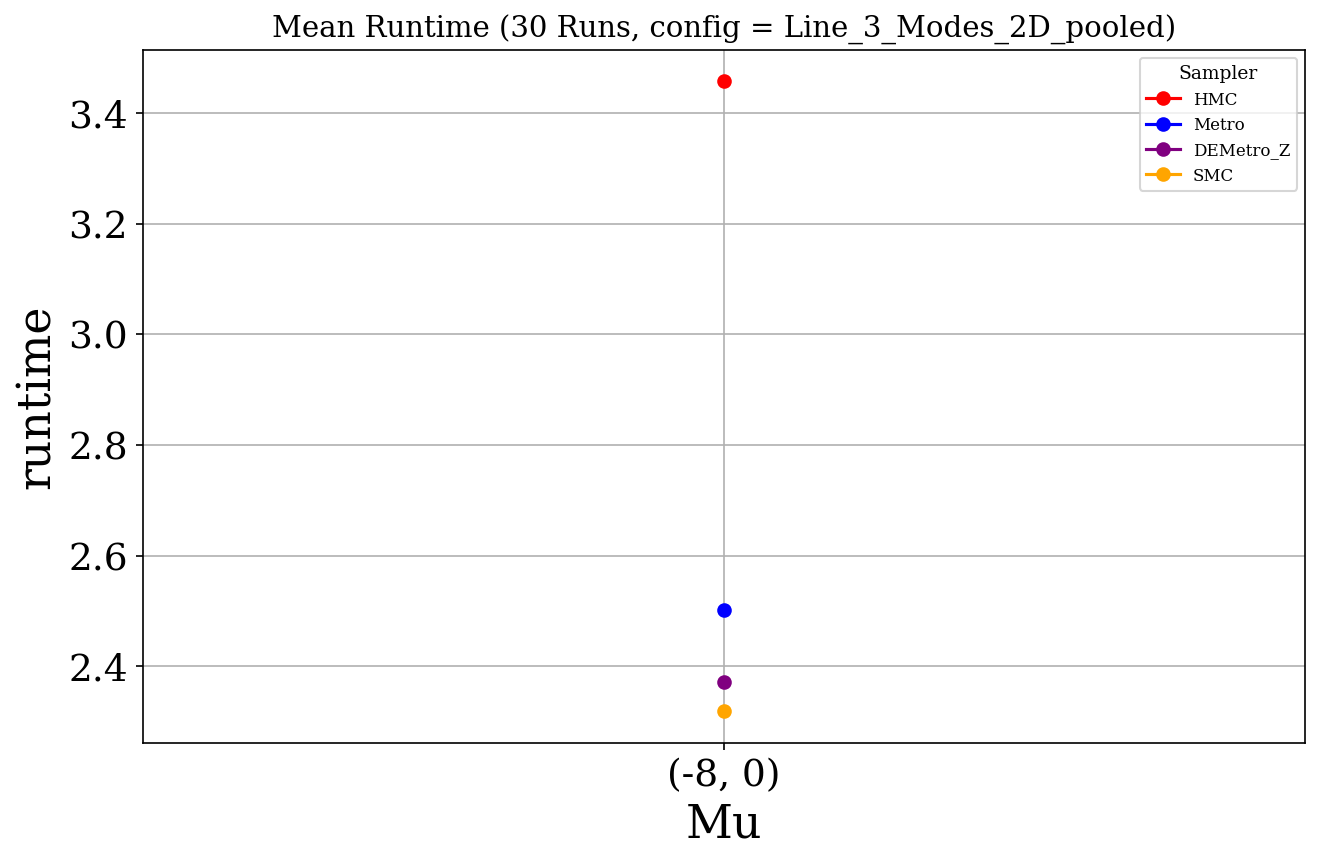 Mean Runtime (30 Runs, config = Line_3_Modes_2D_pooled)
Sampler
HMC
Metro
DEMetro_Z
SMC
runtime
3.4
3.2
3.0
2.8
2.6
2.4
(-8, 0)
Mu